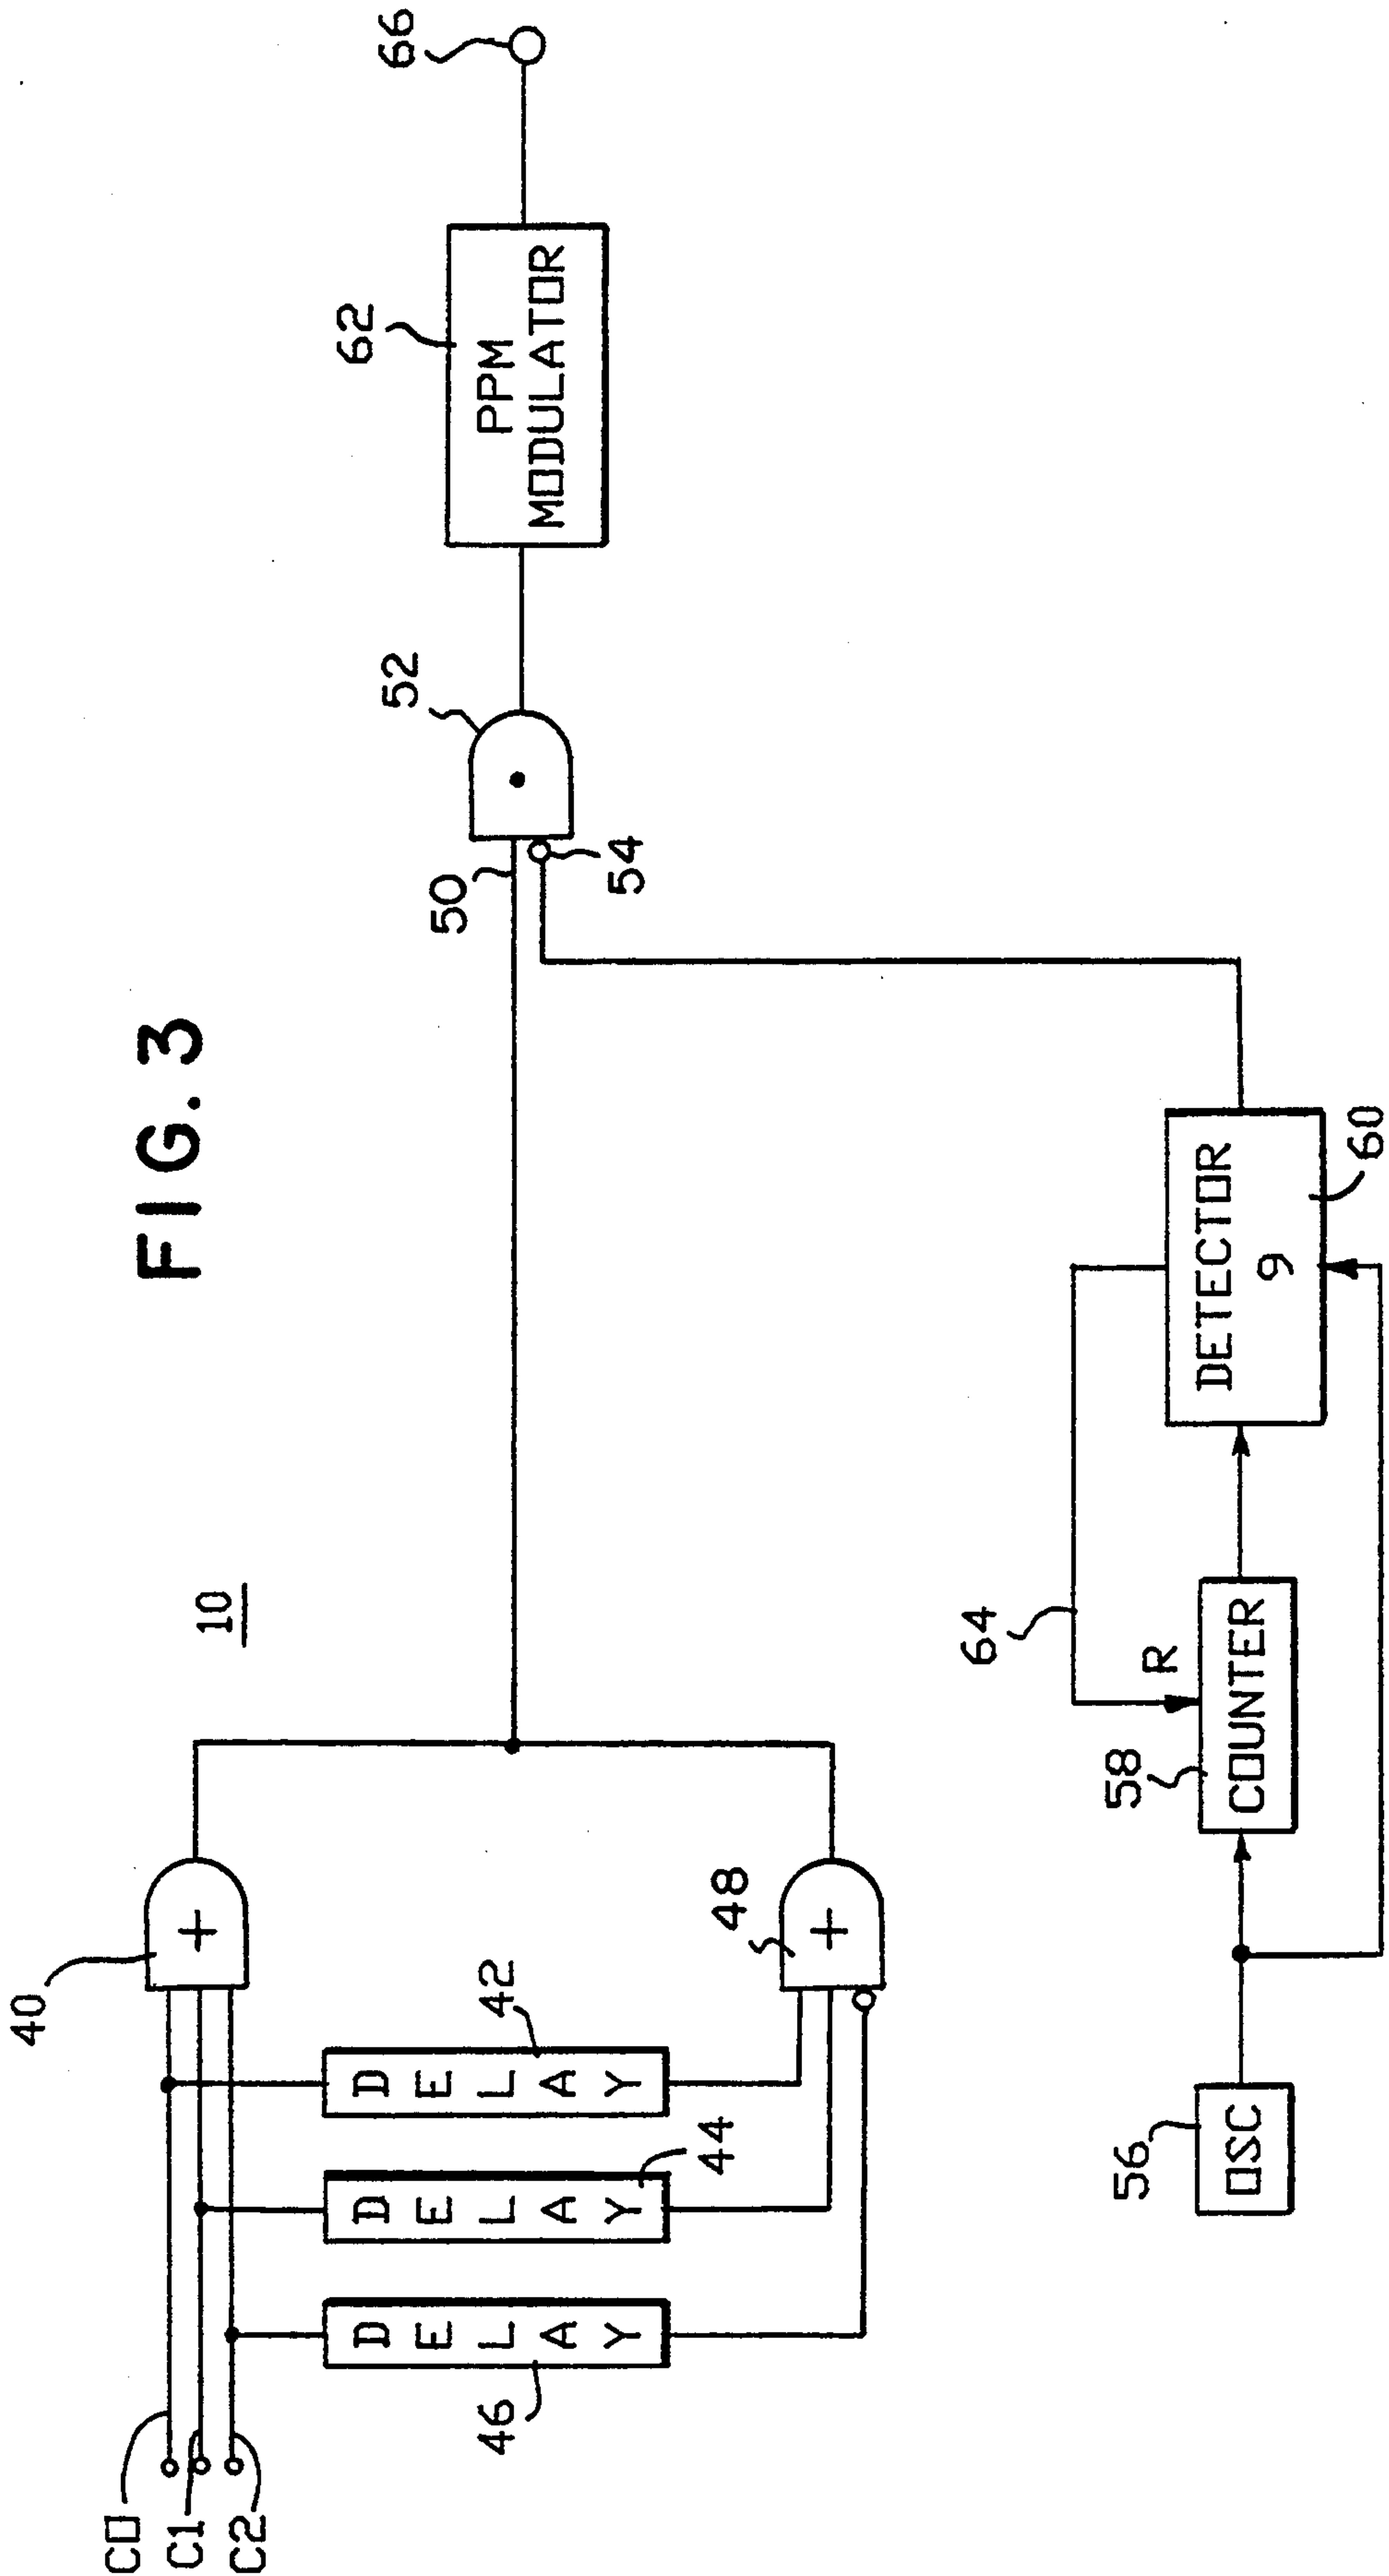 FIG. 3
10
C0
C1
C2
40
DELAY
42
DELAY
44
DELAY
46
+
+
48
50
52
54
PPM
MODULATOR
62
66
OSC
56
COUNTER
58
R
64
DETECTOR
9
60